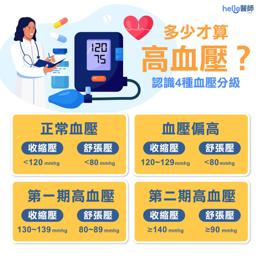 hello醫師
多少才算
高血壓？
認識4種血壓分級
120
75
正常血壓
收縮壓 舒張壓
<120 mmhg <80 mmhg
血壓偏高
收縮壓 舒張壓
120~129 mmhg <80 mmhg
第一期高血壓
收縮壓 舒張壓
130~139 mmhg 80~89 mmhg
第二期高血壓
收縮壓 舒張壓
≥140 mmhg ≥90 mmhg